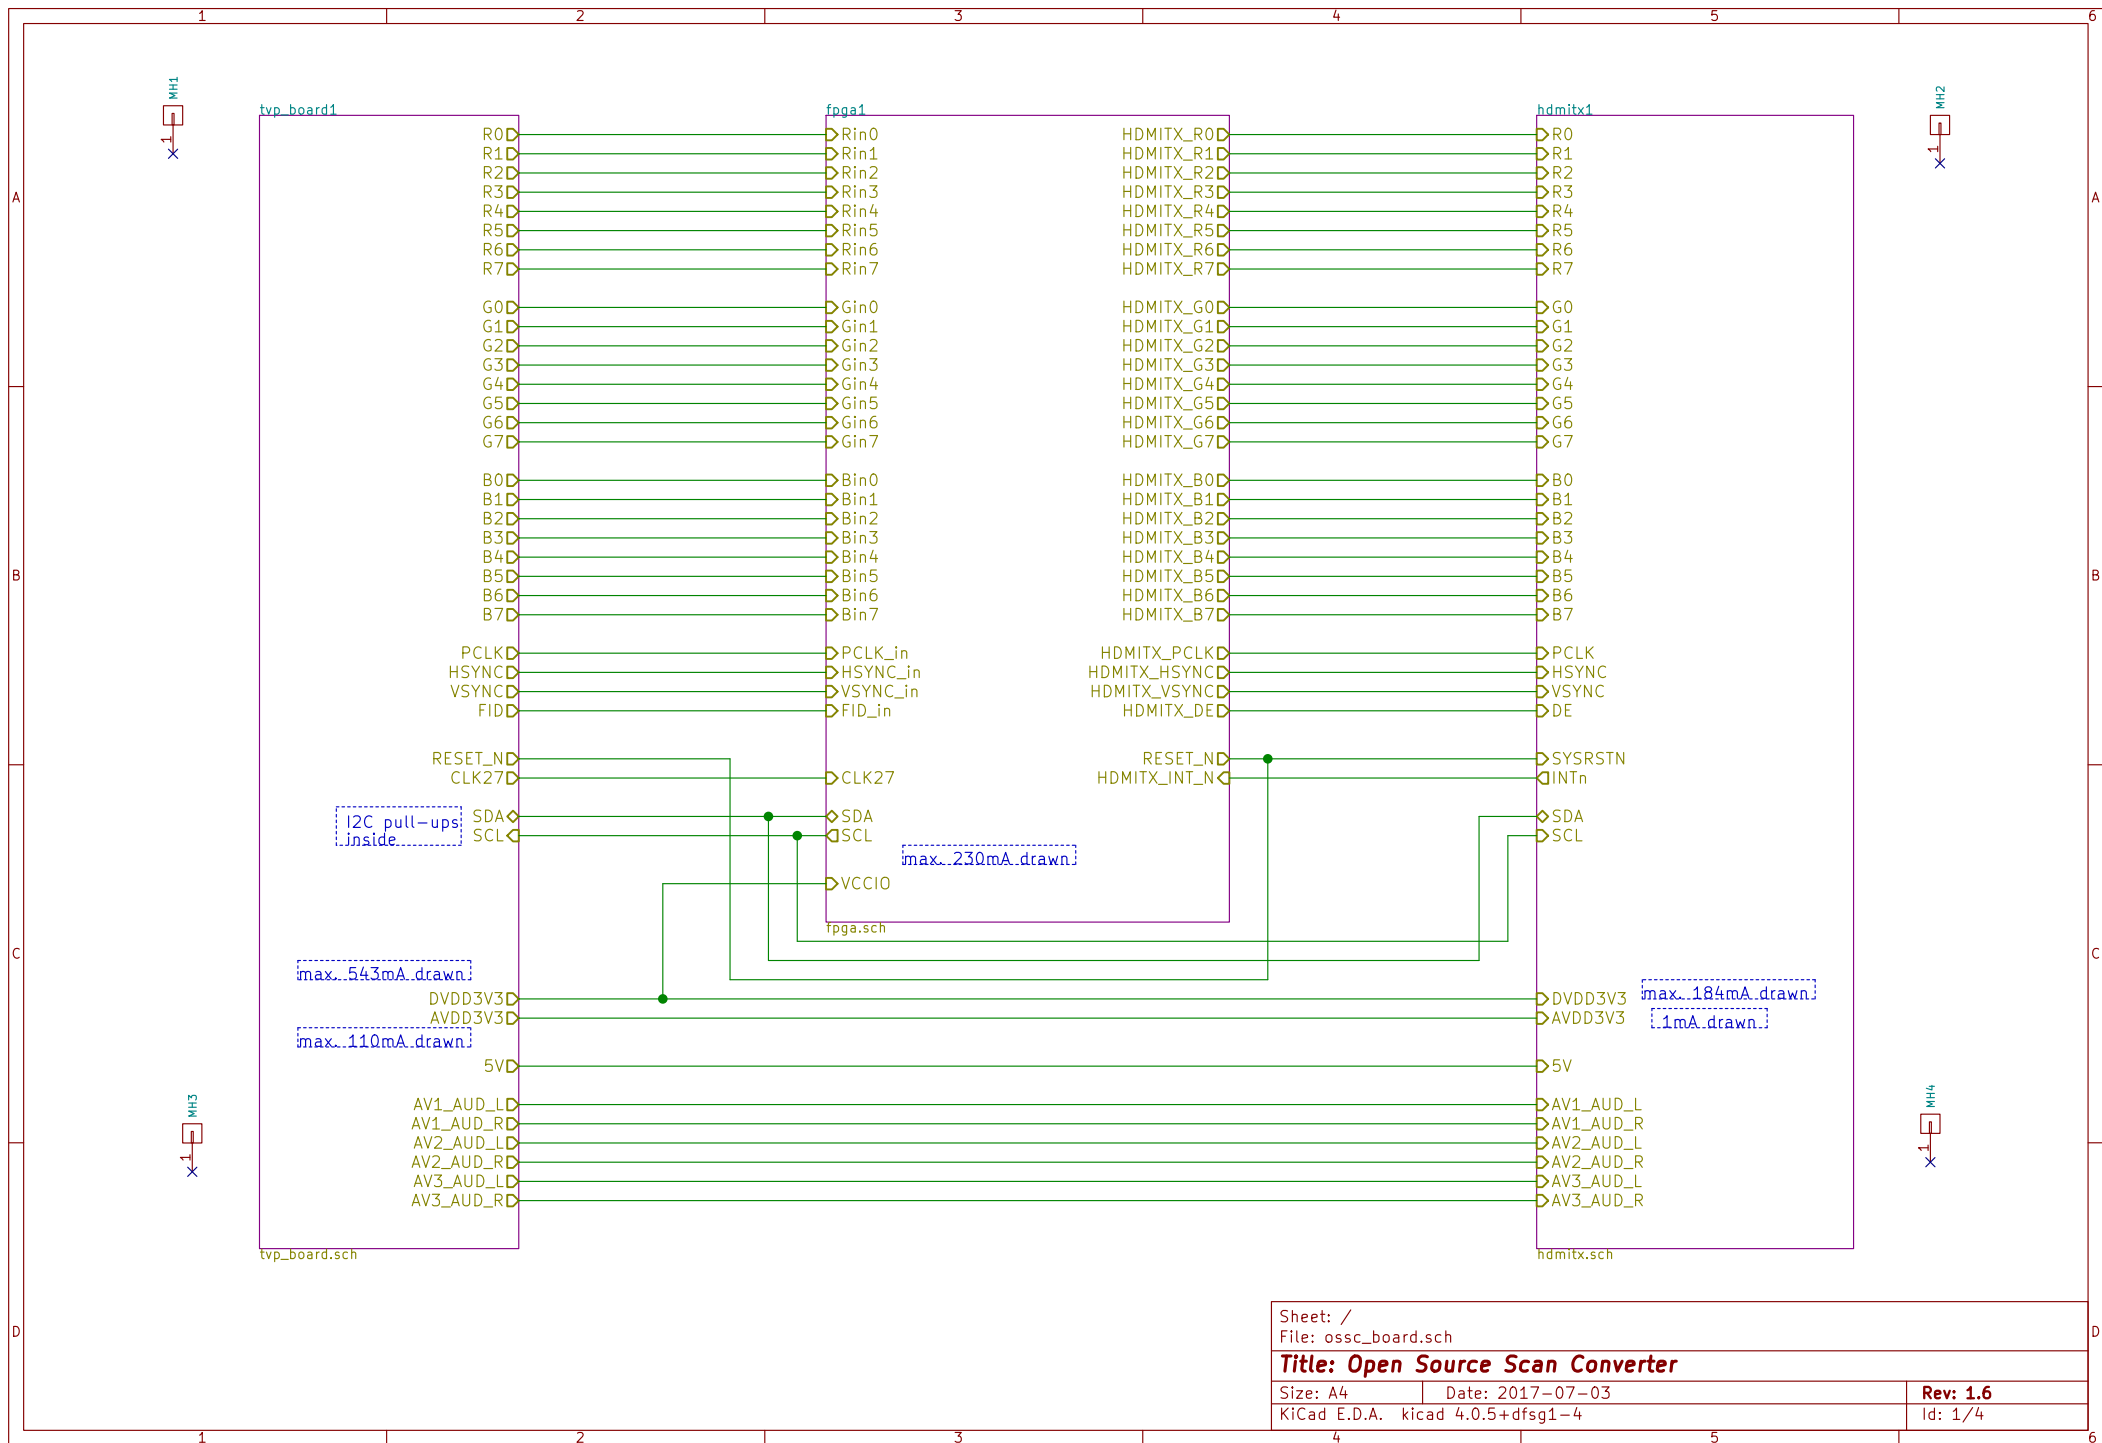 1 2 3 4 5 6
A
B
C
D
MH1
1
MH2
1
MH3
1
MH4
1
tvp_board1
R0
R1
R2
R3
R4
R5
R6
R7
G0
G1
G2
G3
G4
G5
G6
G7
B0
B1
B2
B3
B4
B5
B6
B7
PCLK
HSYNC
VSYNC
FID
RESET_N
CLK27
I2C pull-ups
inside
SDA
SCL
max. 543mA drawn
DVDD3V3
AVDD3V3
max. 110mA drawn
5V
AV1_AUD_L
AV1_AUD_R
AV2_AUD_L
AV2_AUD_R
AV3_AUD_L
AV3_AUD_R
tvp_board.sch
fpga1
Rin0
Rin1
Rin2
Rin3
Rin4
Rin5
Rin6
Rin7
Gin0
Gin1
Gin2
Gin3
Gin4
Gin5
Gin6
Gin7
Bin0
Bin1
Bin2
Bin3
Bin4
Bin5
Bin6
Bin7
PCLK_in
HSYNC_in
VSYNC_in
FID_in
CLK27
SDA
SCL
max. 230mA drawn
VCCIO
HDMITX_R0
HDMITX_R1
HDMITX_R2
HDMITX_R3
HDMITX_R4
HDMITX_R5
HDMITX_R6
HDMITX_R7
HDMITX_G0
HDMITX_G1
HDMITX_G2
HDMITX_G3
HDMITX_G4
HDMITX_G5
HDMITX_G6
HDMITX_G7
HDMITX_B0
HDMITX_B1
HDMITX_B2
HDMITX_B3
HDMITX_B4
HDMITX_B5
HDMITX_B6
HDMITX_B7
HDMITX_PCLK
HDMITX_HSYNC
HDMITX_VSYNC
HDMITX_DE
RESET_N
HDMITX_INT_N
fpga.sch
hdmitx1
R0
R1
R2
R3
R4
R5
R6
R7
G0
G1
G2
G3
G4
G5
G6
G7
B0
B1
B2
B3
B4
B5
B6
B7
PCLK
HSYNC
VSYNC
DE
SYSRSTN
INTn
SDA
SCL
DVDD3V3
max. 184mA drawn
AVDD3V3
1mA drawn
5V
AV1_AUD_L
AV1_AUD_R
AV2_AUD_L
AV2_AUD_R
AV3_AUD_L
AV3_AUD_R
hdmitx.sch
A
B
C
D
Sheet: /
File: ossc_board.sch
Title: Open Source Scan Converter
Size: A4 Date: 2017-07-03 Rev: 1.6
KiCad E.D.A. kicad 4.0.5+dfsg1-4 Id: 1/4
1 2 3 4 5 6